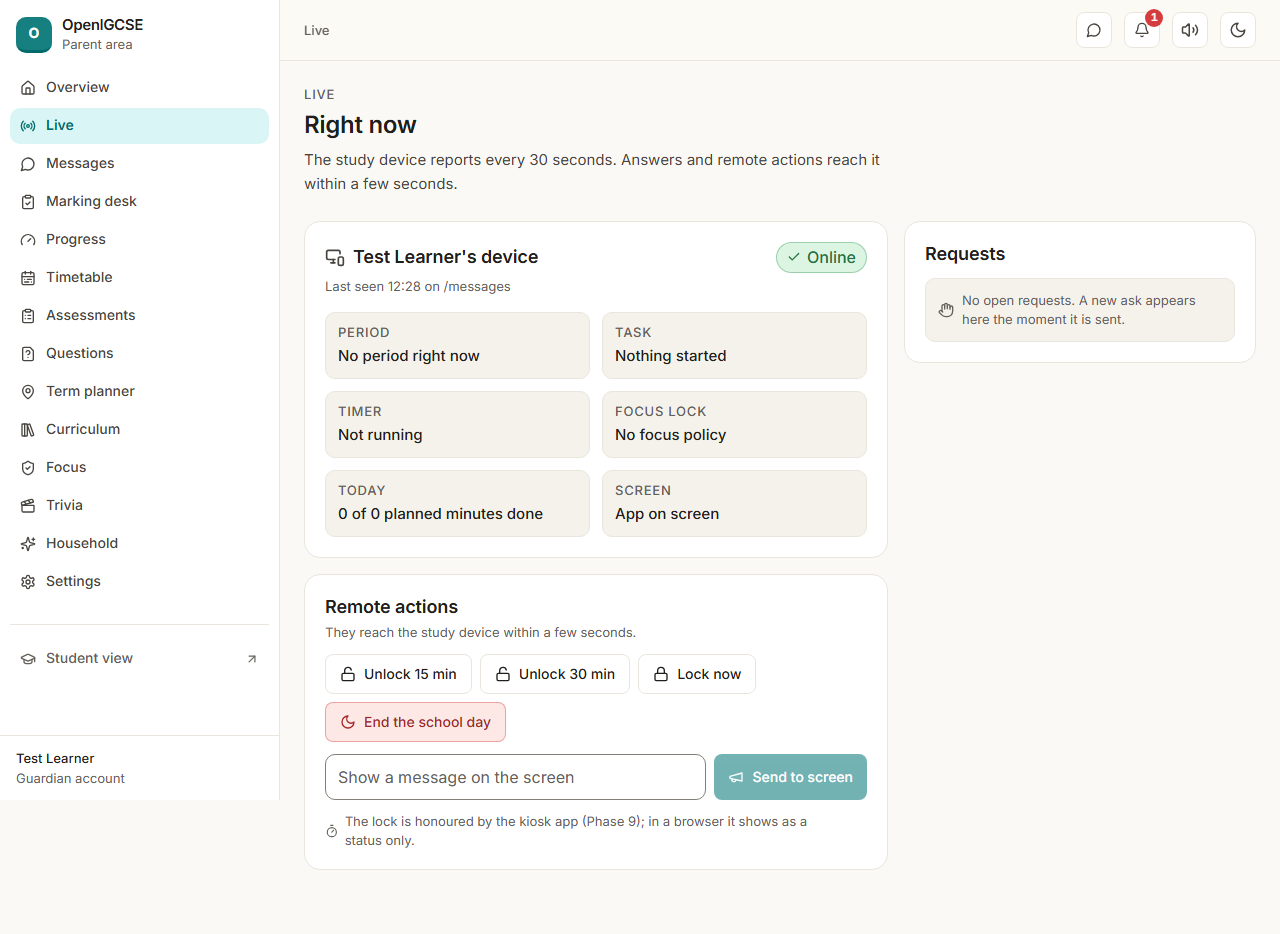 O
OpenIGCSE
Parent area
Overview
Live
Messages
Marking desk
Progress
Timetable
Assessments
Questions
Term planner
Curriculum
Focus
Trivia
Household
Settings
Student view
Test Learner
Guardian account
Live
1
LIVE
Right now
The study device reports every 30 seconds. Answers and remote actions reach it
within a few seconds.
Test Learner's device
Online
Last seen 12:28 on /messages
PERIOD
No period right now
TASK
Nothing started
TIMER
Not running
FOCUS LOCK
No focus policy
TODAY
0 of 0 planned minutes done
SCREEN
App on screen
Remote actions
They reach the study device within a few seconds.
Unlock 15 min
Unlock 30 min
Lock now
End the school day
Show a message on the screen
Send to screen
The lock is honoured by the kiosk app (Phase 9); in a browser it shows as a
status only.
Requests
No open requests. A new ask appears
here the moment it is sent.